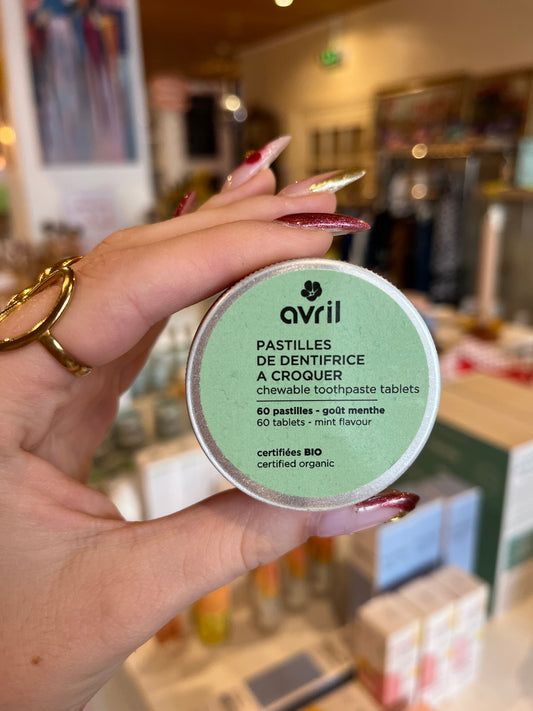 avril
PASTILLES
DE DENTIFRICE
A CROQUER
chewable toothpaste tablets
60 pastilles - goût menthe
60 tablets - mint flavour
certifiées BIO
certified organic